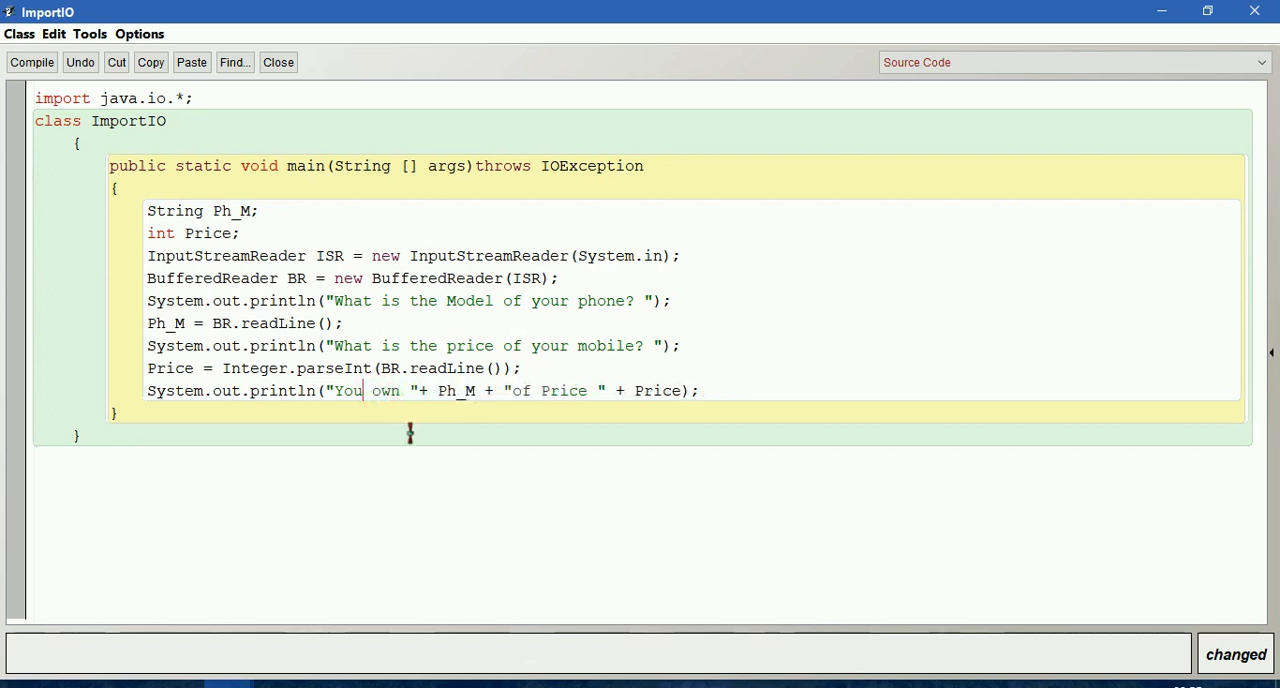 ImportIO
Class Edit Tools Options
Compile Undo Cut Copy Paste Find... Close Source Code
import java.io.*;
class ImportIO
{
public static void main(String [] args)throws IOException
{
String Ph_M;
int Price;
InputStreamReader ISR = new InputStreamReader(System.in);
BufferedReader BR = new BufferedReader(ISR);
System.out.println("What is the Model of your phone? ");
Ph_M = BR.readLine();
System.out.println("What is the price of your mobile? ");
Price = Integer.parseInt(BR.readLine());
System.out.println("You own "+ Ph_M + "of Price " + Price);
}
}
changed